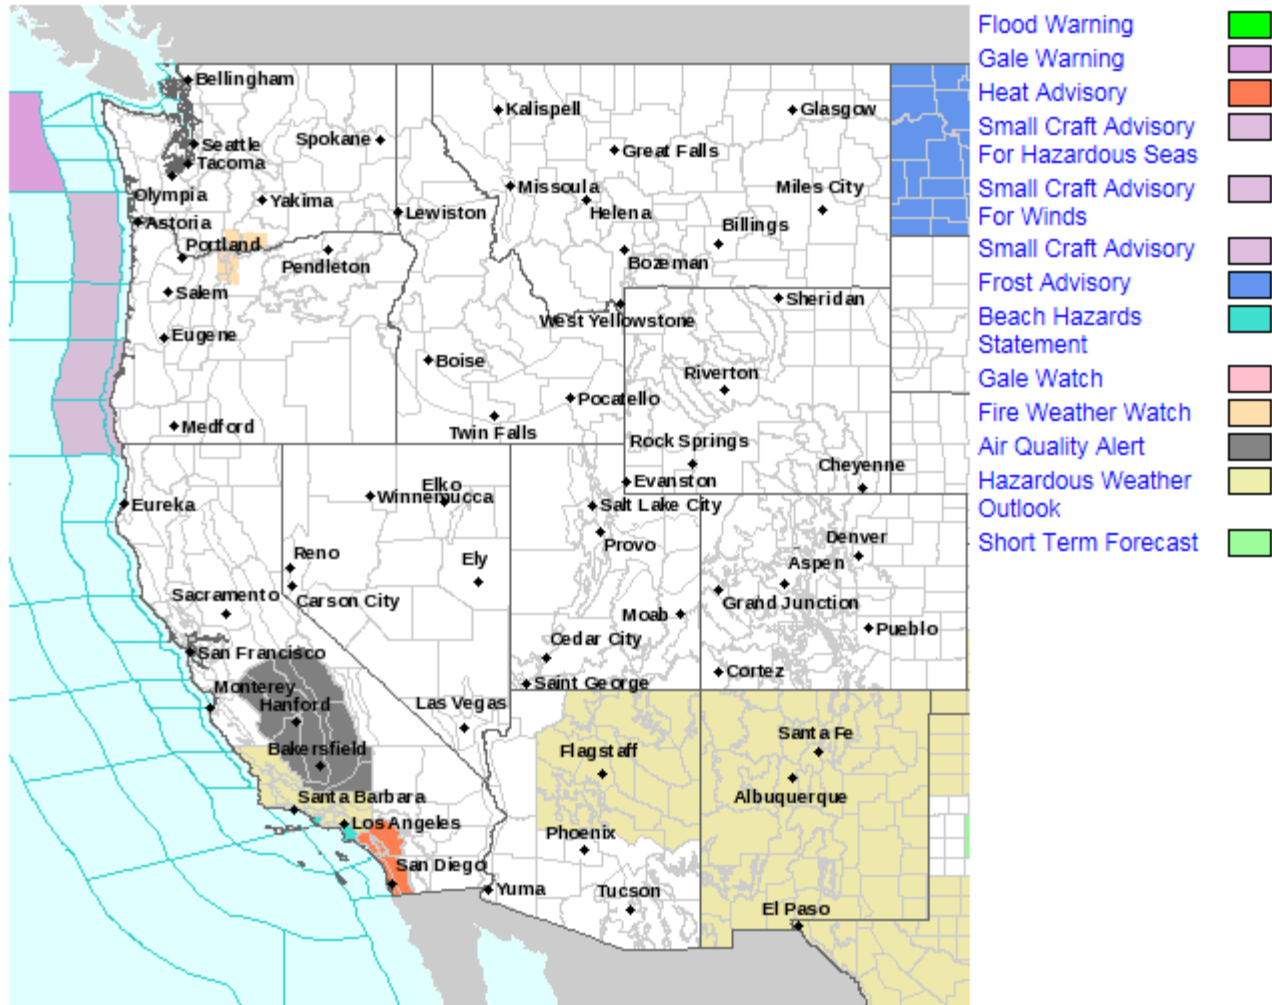 Bellingham
Seattle
Tacoma
Olympia
Spokane
Yakima
Astoria
Portland
Pendleton
Salem
Eugene
Medford
Lewiston
Kalispell
Glasgow
Great Falls
Missoula
Miles City
Helena
Billings
Bozeman
Sheridan
West Yellowstone
Boise
Riverton
Pocatello
Twin Falls
Rock Springs
Cheyenne
Evanston
Elko
Winnemucca
Eureka
Salt Lake City
Provo
Denver
Reno
Ely
Aspen
Sacramento
Carson City
Grand Junction
Moab
Pueblo
Cedar City
San Francisco
Cortez
Saint George
Monterey
Hanford
Las Vegas
Santa Fe
Bakersfield
Flagstaff
Albuquerque
Santa Barbara
Los Angeles
Phoenix
San Diego
Yuma
Tucson
El Paso
Flood Warning
Gale Warning
Heat Advisory
Small Craft Advisory
For Hazardous Seas
Small Craft Advisory
For Winds
Small Craft Advisory
Frost Advisory
Beach Hazards
Statement
Gale Watch
Fire Weather Watch
Air Quality Alert
Hazardous Weather
Outlook
Short Term Forecast